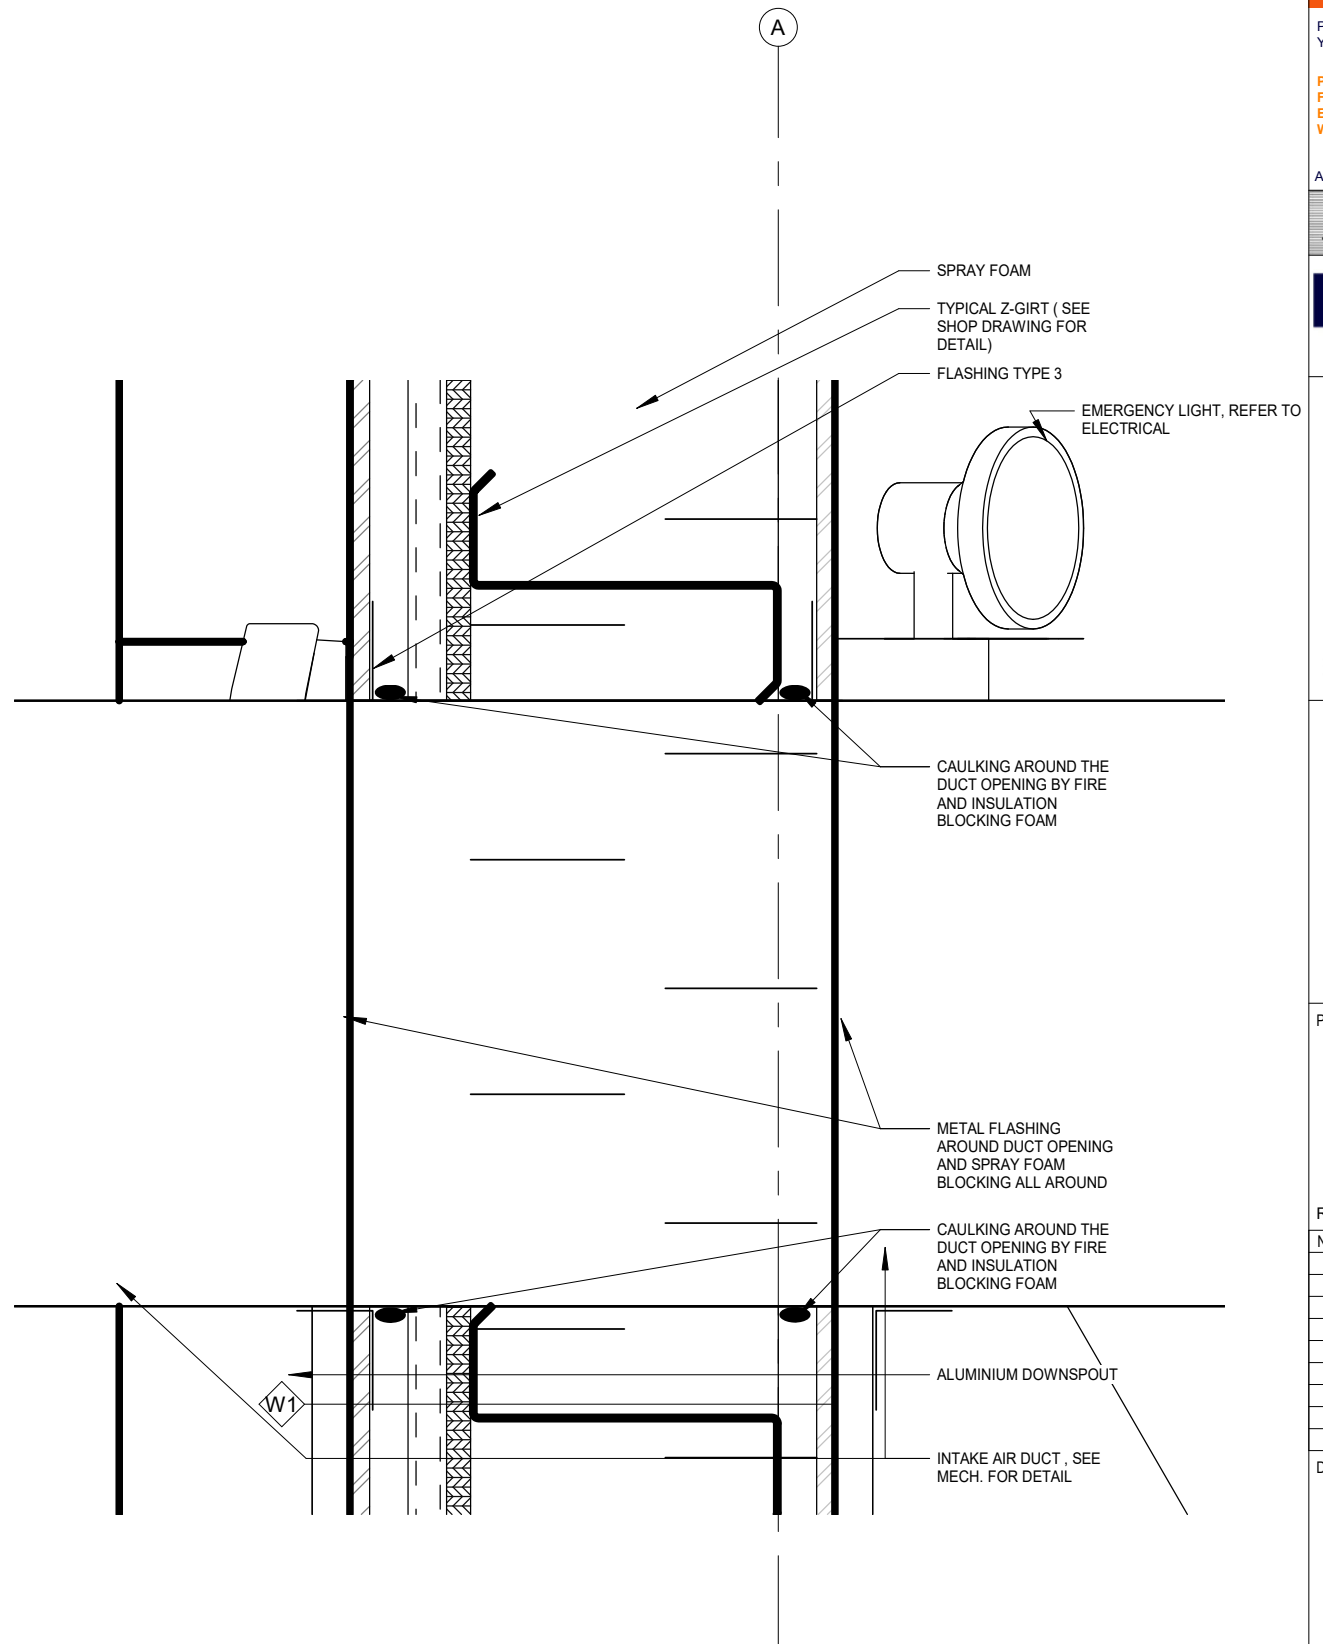 A
SPRAY FOAM
TYPICAL Z-GIRT ( SEE
SHOP DRAWING FOR
DETAIL)
FLASHING TYPE 3
EMERGENCY LIGHT, REFER TO
ELECTRICAL
CAULKING AROUND THE
DUCT OPENING BY FIRE
AND INSULATION
BLOCKING FOAM
METAL FLASHING
AROUND DUCT OPENING
AND SPRAY FOAM
BLOCKING ALL AROUND
CAULKING AROUND THE
DUCT OPENING BY FIRE
AND INSULATION
BLOCKING FOAM
ALUMINIUM DOWNSPOUT
W1
INTAKE AIR DUCT , SEE
MECH. FOR DETAIL